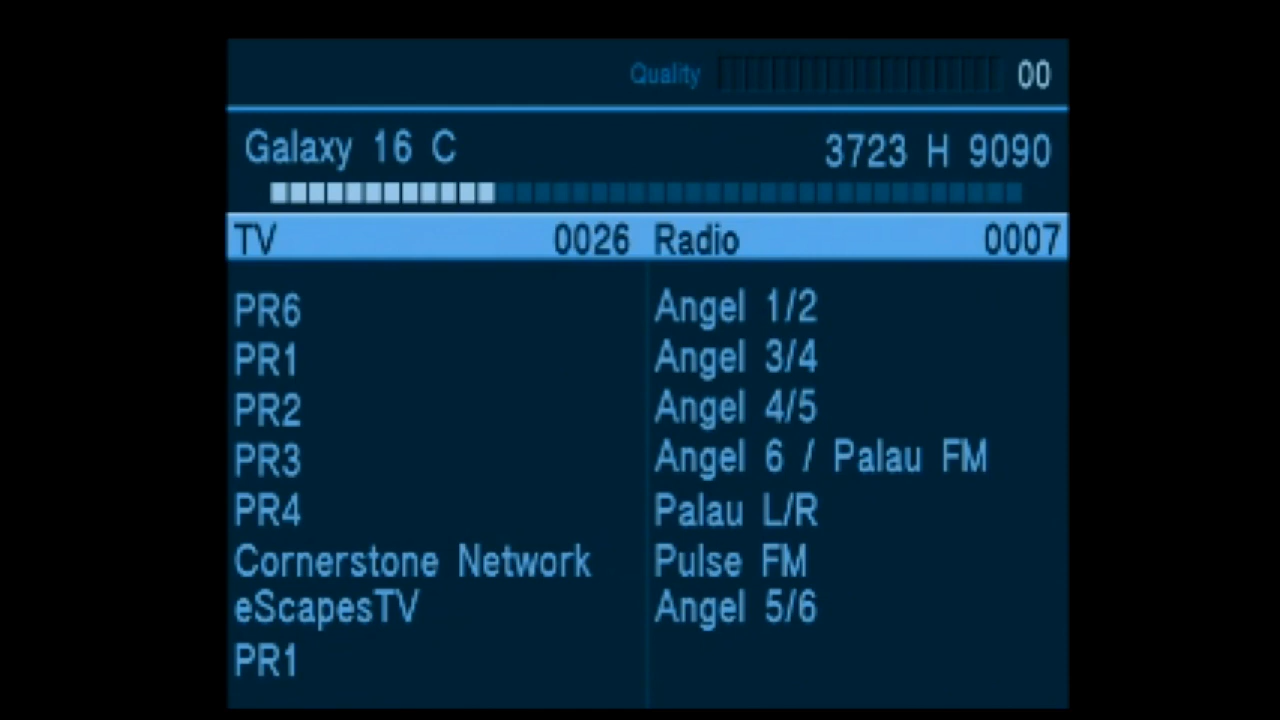 Quality 00
Galaxy 16 C 3723 H 9090
TV 0026 Radio 0007
PR6 Angel 1/2
PR1 Angel 3/4
PR2 Angel 4/5
PR3 Angel 6 / Palau FM
PR4 Palau L/R
Cornerstone Network Pulse FM
eScapesTV Angel 5/6
PR1